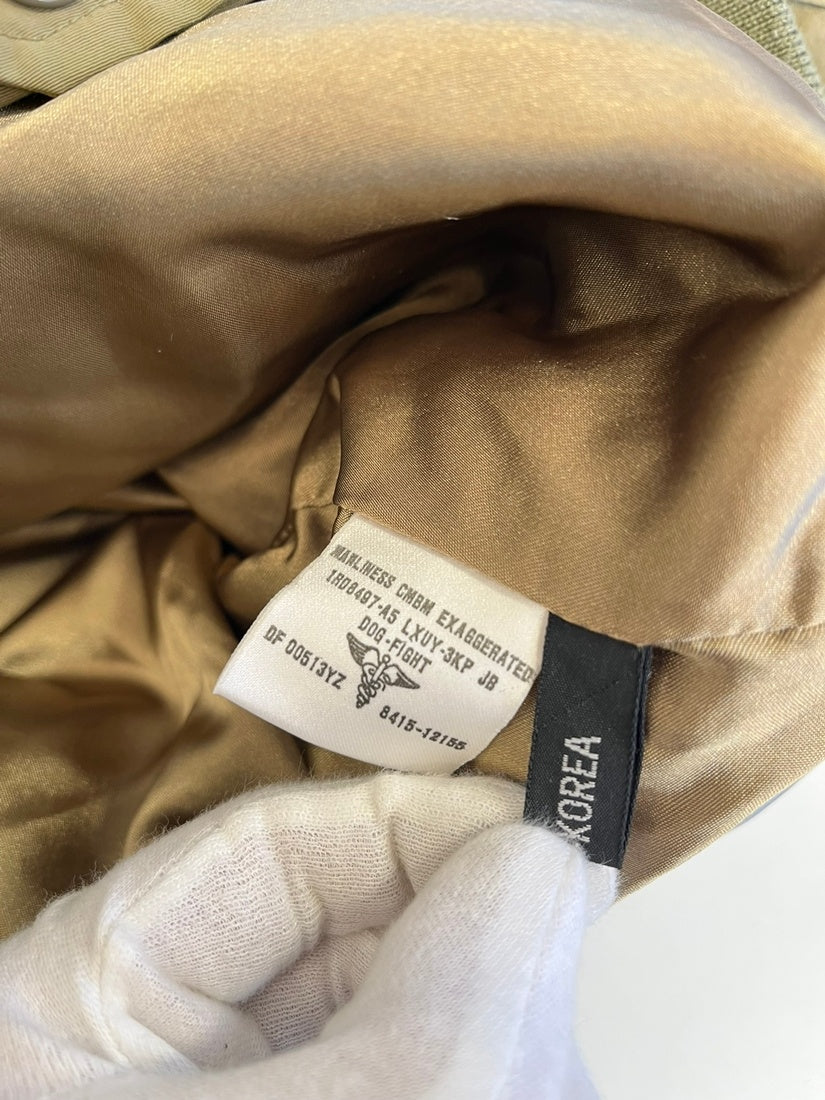 MANLINESS CMBM EXAGGERATED
1RD8497-A5 LXUY-3KP JB
DOG-FIGHT
DF 00513YZ
8415-12155
KOREA